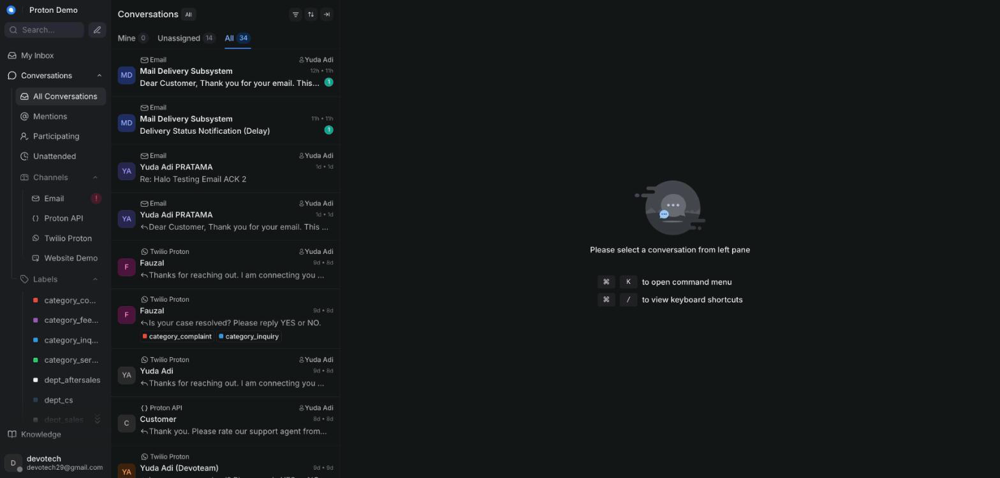 Proton Demo
Search...
My Inbox
Conversations
All Conversations
Mentions
Participating
Unattended
Channels
Email
!
Proton API
Twilio Proton
Website Demo
Labels
category_co...
category_fee...
category_inq...
category_ser...
dept_aftersales
dept_cs
dept_sales
Knowledge
D
devotech
devotech29@gmail.com
Conversations All
Mine 0 Unassigned 14 All 34
Email Yuda Adi
MD Mail Delivery Subsystem 12h • 11h
Dear Customer, Thank you for your email. This... 1
Email
MD Mail Delivery Subsystem 11h • 11h
Delivery Status Notification (Delay) 1
Email Yuda Adi
YA Yuda Adi PRATAMA 1d • 1d
Re: Halo Testing Email ACK 2
Email Yuda Adi
YA Yuda Adi PRATAMA 1d • 1d
Dear Customer, Thank you for your email. This ...
Twilio Proton Yuda Adi
F Fauzal 9d • 8d
Thanks for reaching out. I am connecting you ...
Twilio Proton
F Fauzal 9d • 8d
Is your case resolved? Please reply YES or NO.
category_complaint category_inquiry
Twilio Proton Yuda Adi
YA Yuda Adi 9d • 8d
Thanks for reaching out. I am connecting you ...
{ } Proton API Yuda Adi
C Customer 8d • 8d
Thank you. Please rate our support agent from...
Twilio Proton
YA Yuda Adi (Devoteam) 9d • 9d
Please select a conversation from left pane
⌘ K to open command menu
⌘ / to view keyboard shortcuts